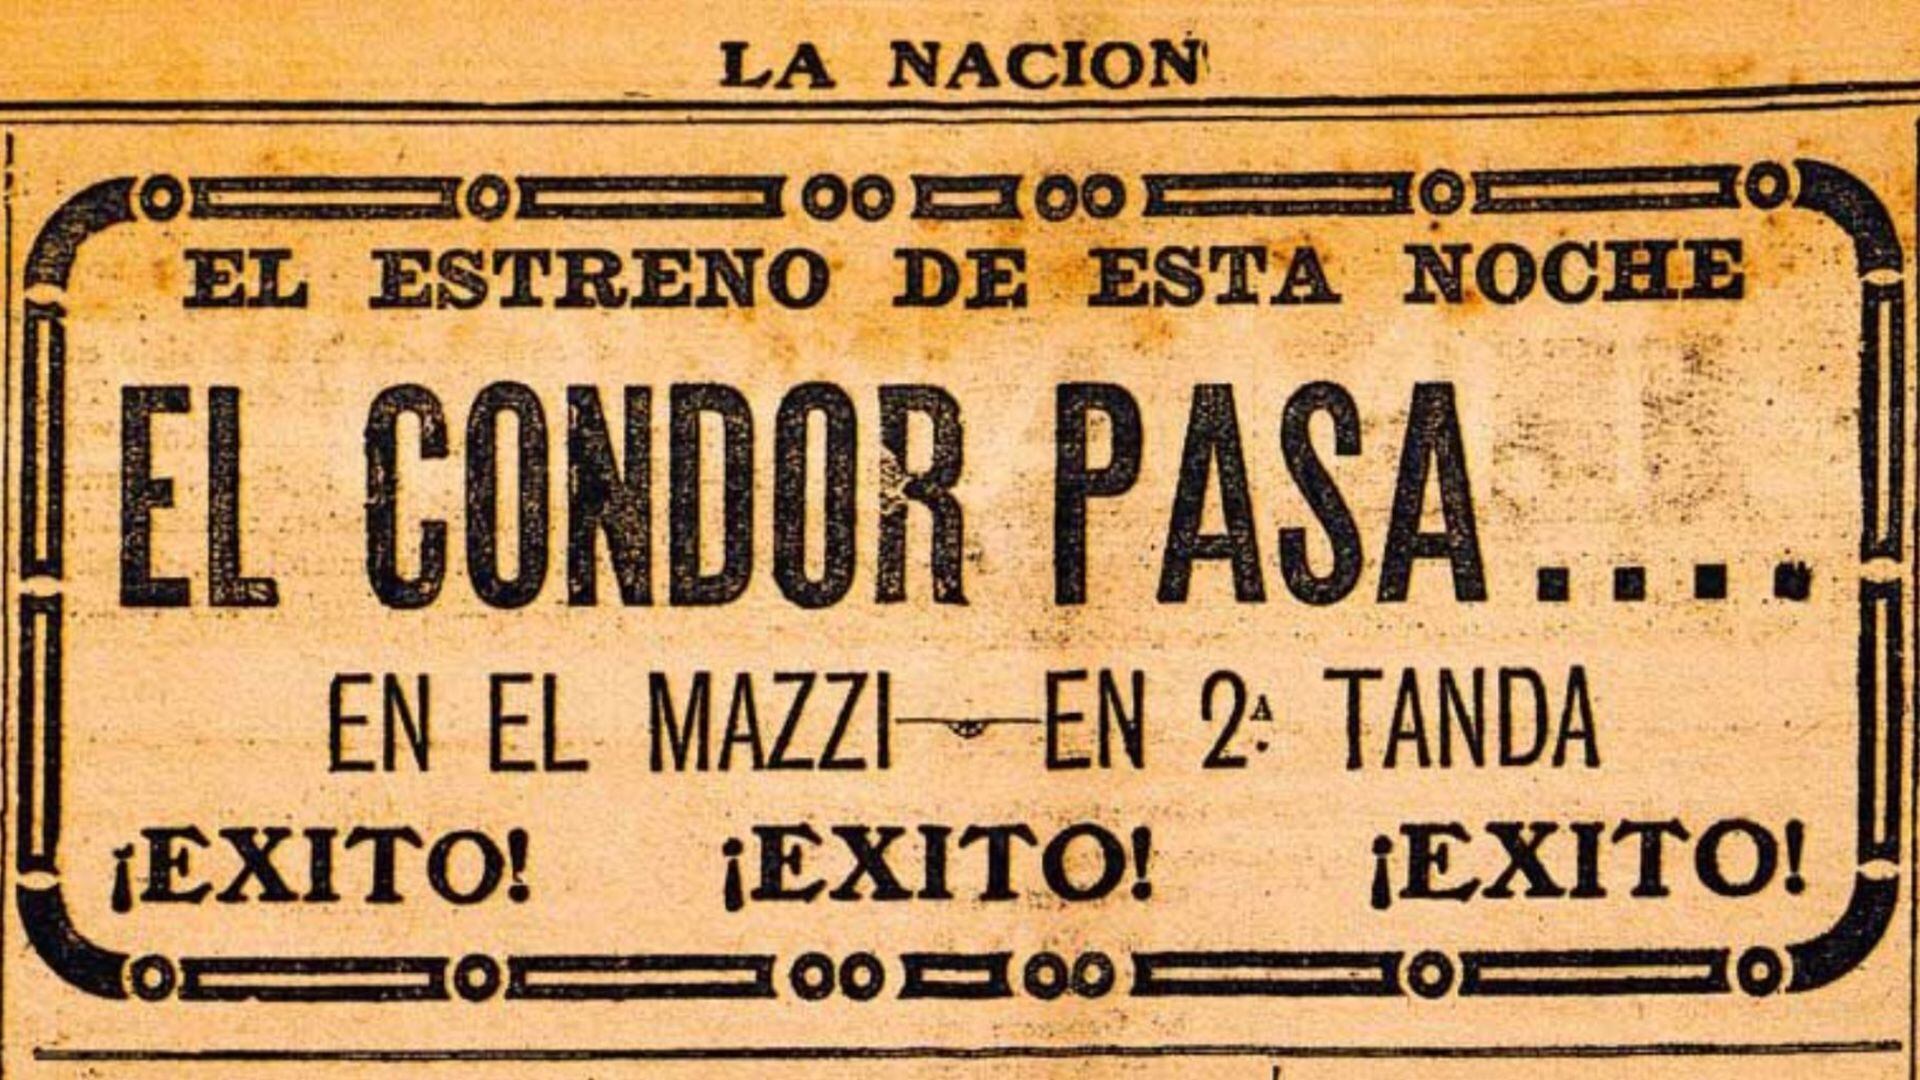 LA NACION
EL ESTRENO DE ESTA NOCHE
EL CONDOR PASA....
EN EL MAZZI—EN 2ª TANDA
¡EXITO! ¡EXITO! ¡EXITO!